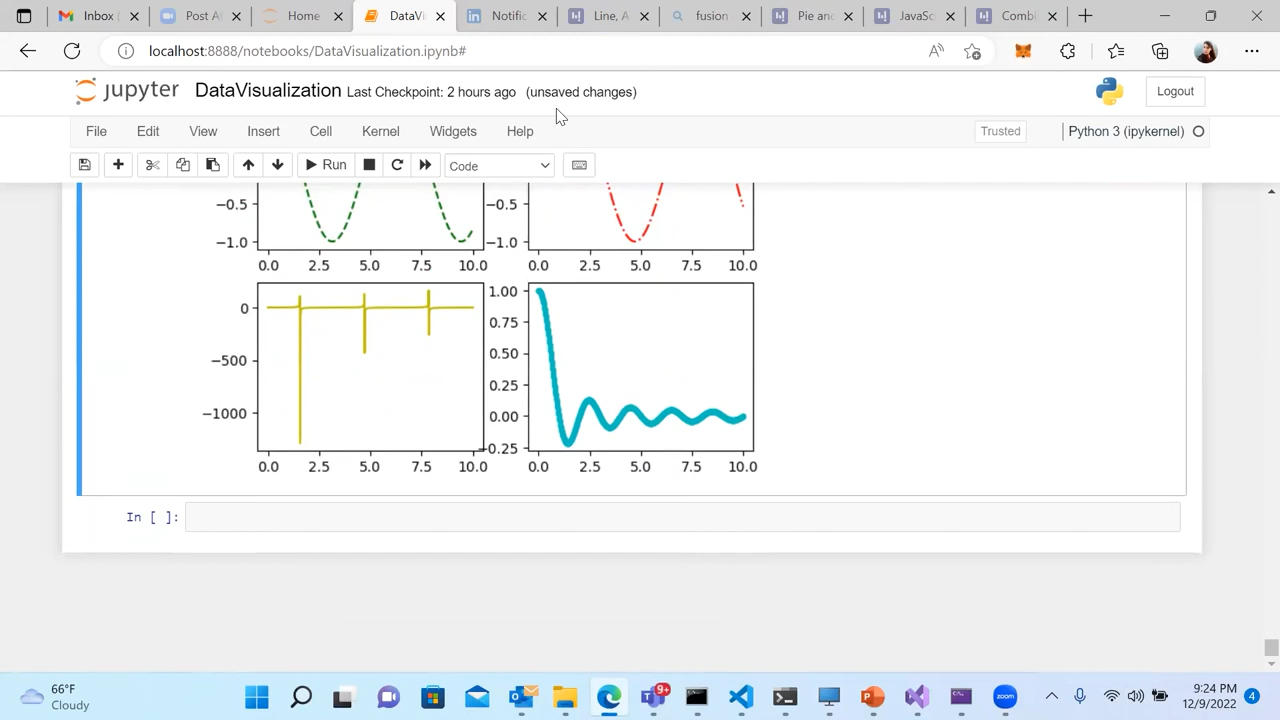 Inbox (
Post Al
Home
DataVi
Notific
Line, A
fusion
Pie and
JavaSc
Combi
localhost:8888/notebooks/DataVisualization.ipynb#
jupyter DataVisualization Last Checkpoint: 2 hours ago (unsaved changes) Logout
File Edit View Insert Cell Kernel Widgets Help Trusted Python 3 (ipykernel)
Run Code
−0.5 −0.5
−1.0 −1.0
0.0 2.5 5.0 7.5 10.0 0.0 2.5 5.0 7.5 10.0
1.00
0
0.75
−500
0.50
0.25
−1000
0.00
−0.25
0.0 2.5 5.0 7.5 10.0 0.0 2.5 5.0 7.5 10.0
In [ ]:
66°F
Cloudy
9+
zoom
9:24 PM
12/9/2022
4